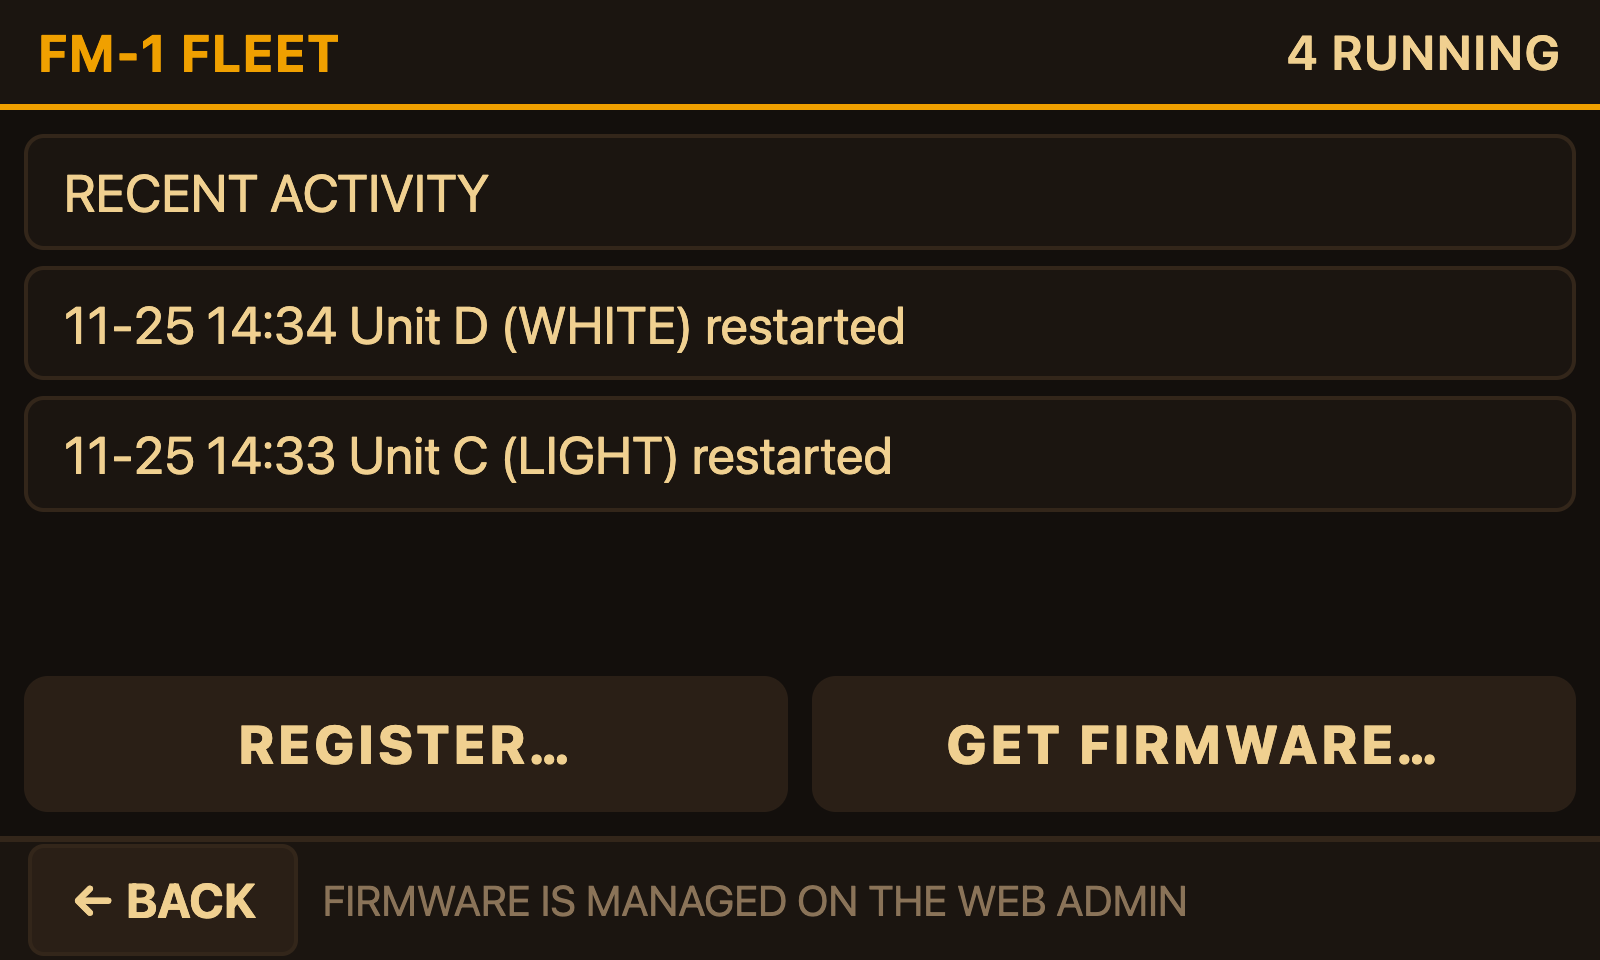 FM-1 FLEET
4 RUNNING
RECENT ACTIVITY
11-25 14:34 Unit D (WHITE) restarted
11-25 14:33 Unit C (LIGHT) restarted
REGISTER…
GET FIRMWARE…
← BACK
FIRMWARE IS MANAGED ON THE WEB ADMIN